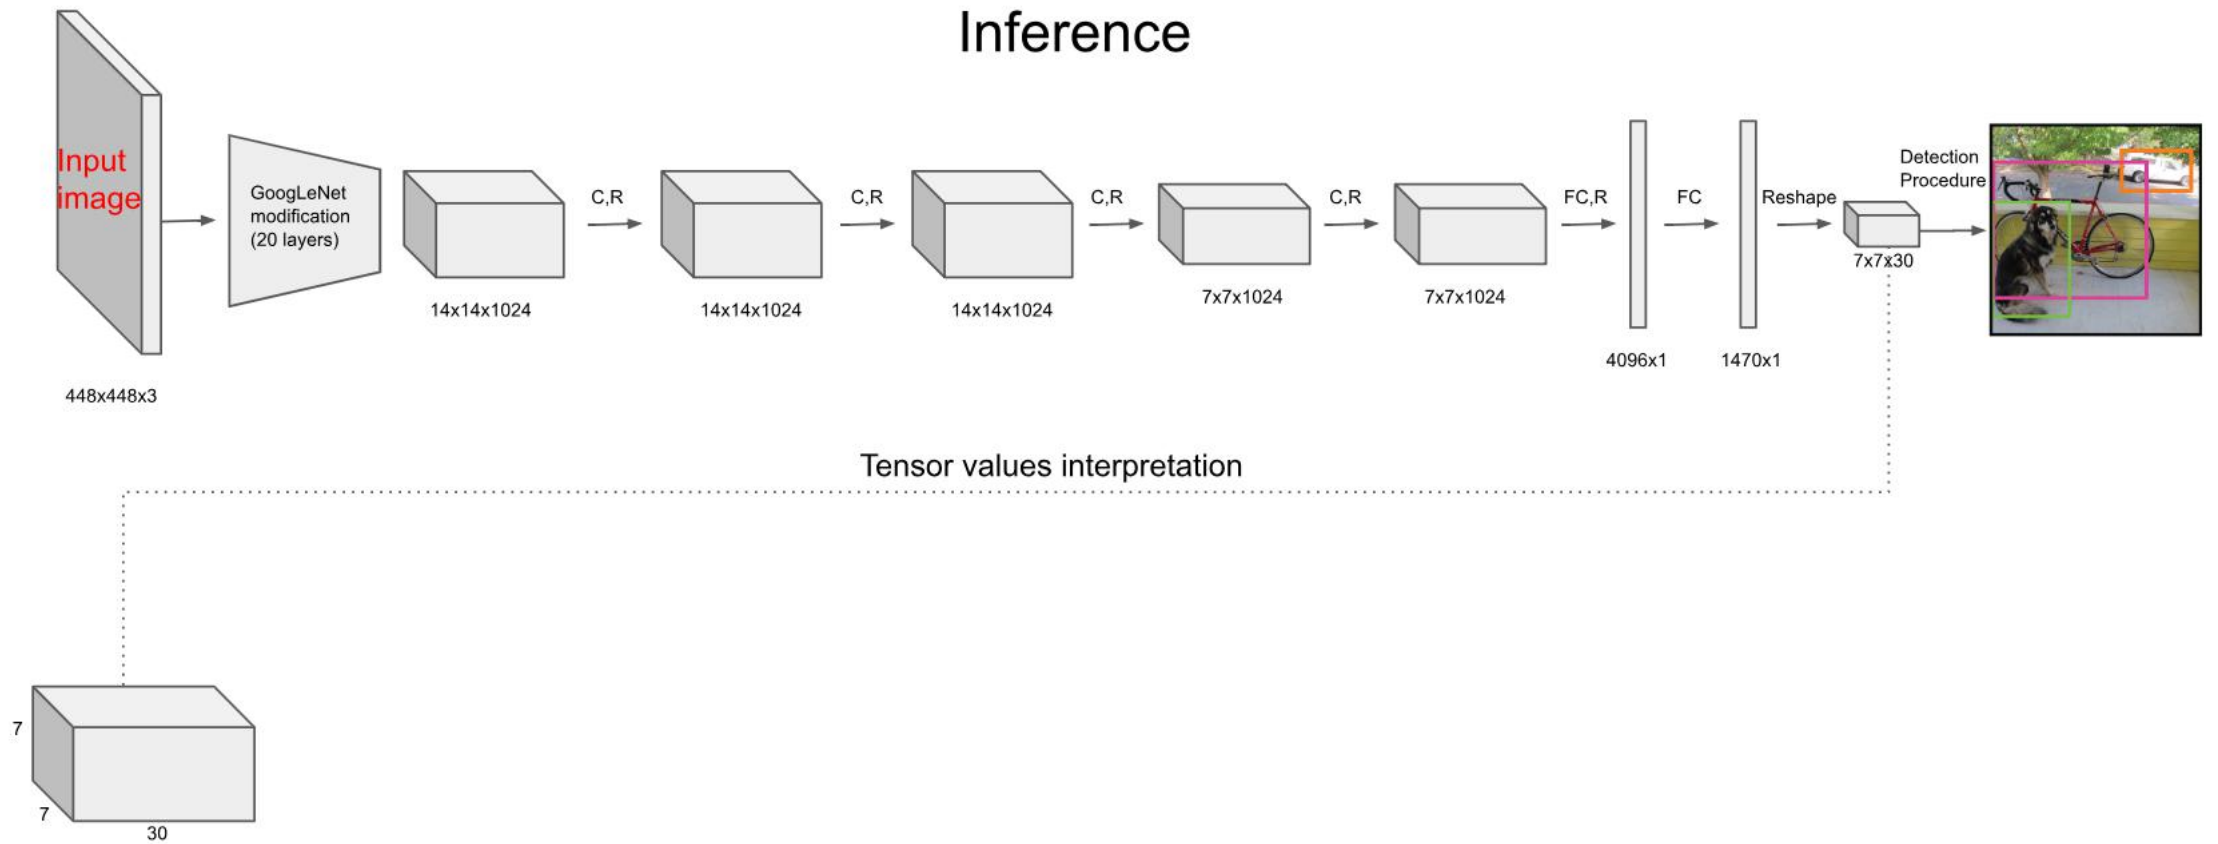 Inference
Input
image
GoogLeNet
modification
(20 layers)
C,R
C,R
C,R
C,R
FC,R
FC
Reshape
Detection
Procedure
14x14x1024
14x14x1024
14x14x1024
7x7x1024
7x7x1024
7x7x30
4096x1
1470x1
448x448x3
Tensor values interpretation
7
7
30